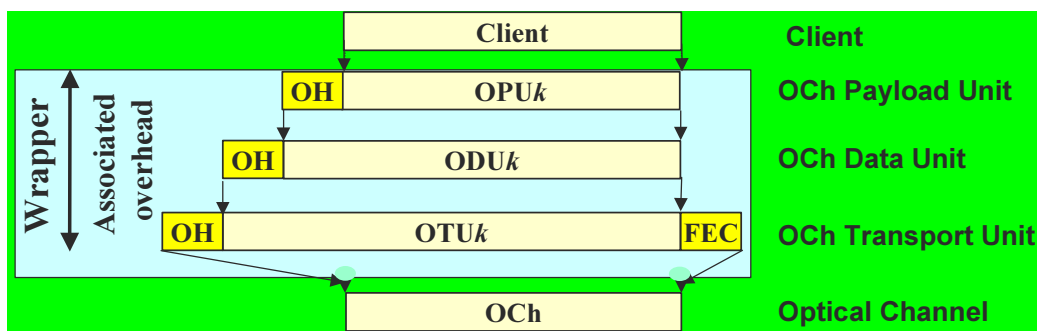 Client Client
OH OPUk OCh Payload Unit
OH ODUk OCh Data Unit
OH OTUk FEC OCh Transport Unit
OCh Optical Channel
Wrapper
Associated
overhead